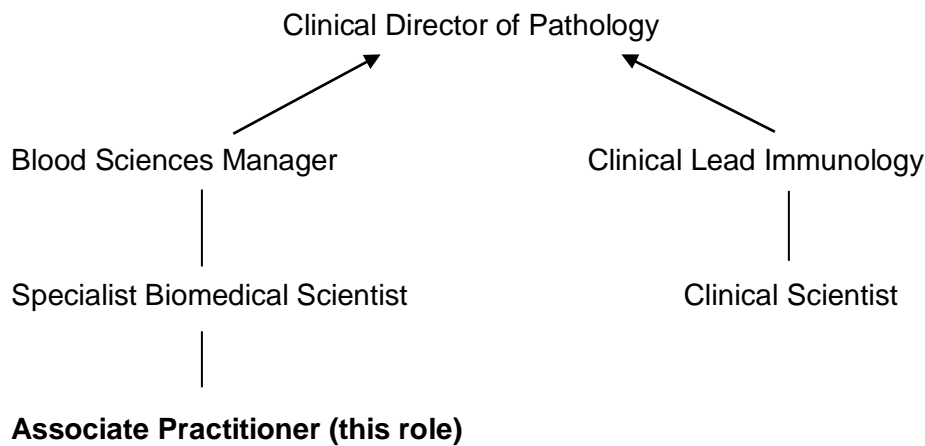 Clinical Director of Pathology
Blood Sciences Manager
Clinical Lead Immunology
Specialist Biomedical Scientist
Clinical Scientist
Associate Practitioner (this role)